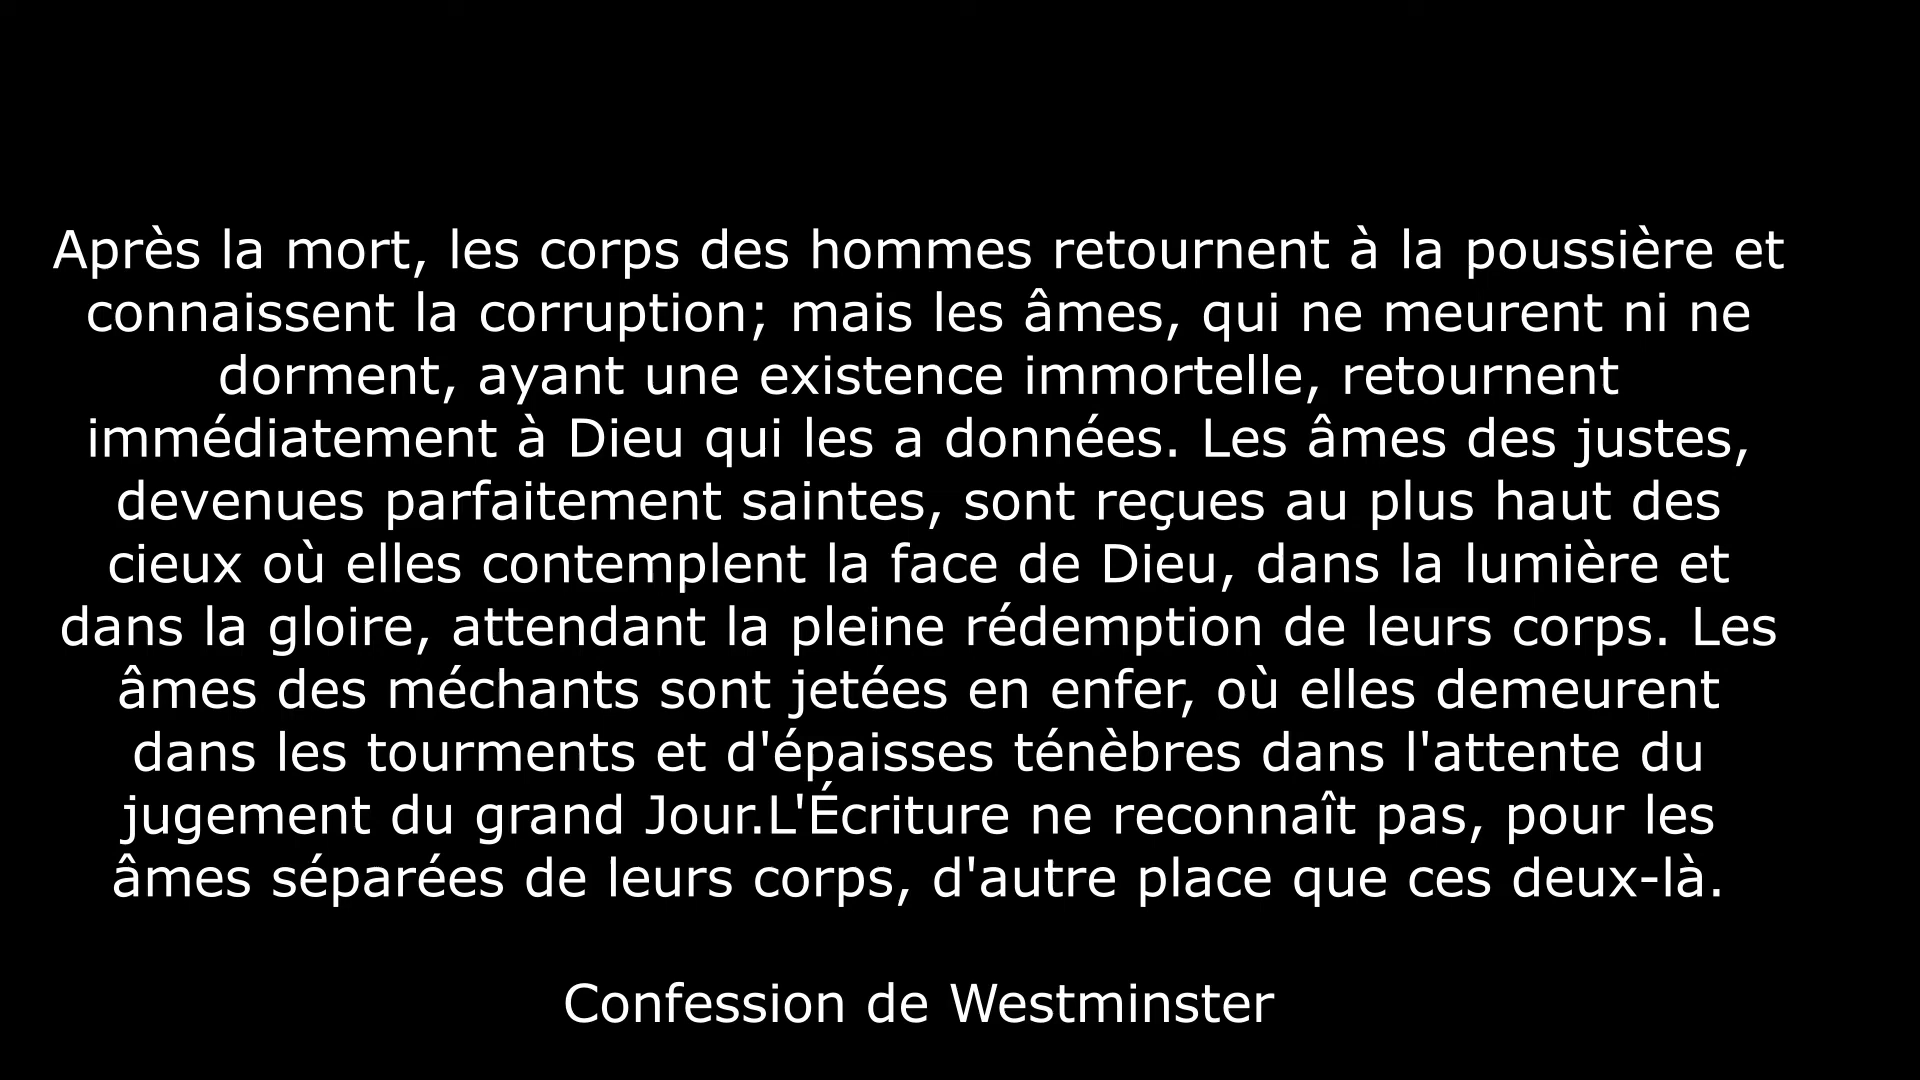 Après la mort, les corps des hommes retournent à la poussière et
connaissent la corruption; mais les âmes, qui ne meurent ni ne
dorment, ayant une existence immortelle, retournent
immédiatement à Dieu qui les a données. Les âmes des justes,
devenues parfaitement saintes, sont reçues au plus haut des
cieux où elles contemplent la face de Dieu, dans la lumière et
dans la gloire, attendant la pleine rédemption de leurs corps. Les
âmes des méchants sont jetées en enfer, où elles demeurent
dans les tourments et d'épaisses ténèbres dans l'attente du
jugement du grand Jour.L'Écriture ne reconnaît pas, pour les
âmes séparées de leurs corps, d'autre place que ces deux-là.
Confession de Westminster